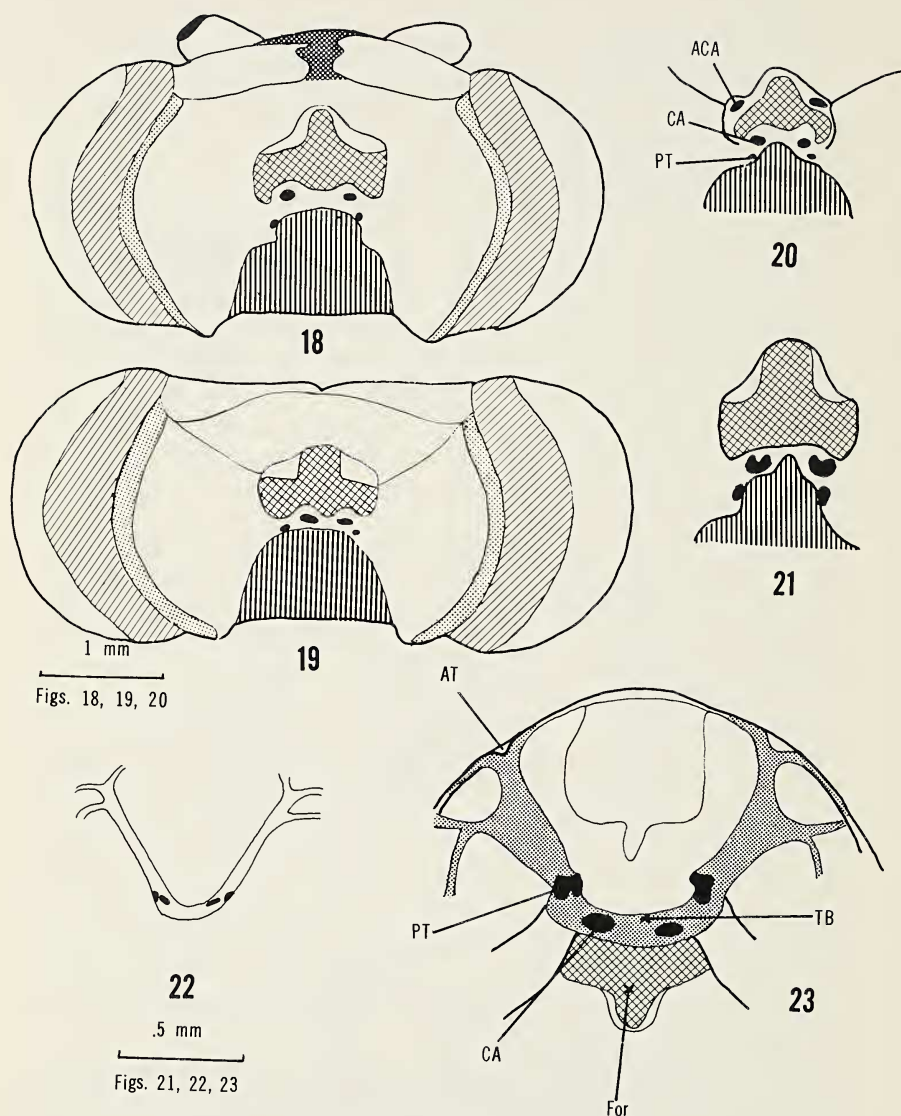 ACA
CA
PT
20
18
21
19
1 mm
Figs. 18, 19, 20
AT
PT
TB
22
23
CA
.5 mm
Figs. 21, 22, 23
For